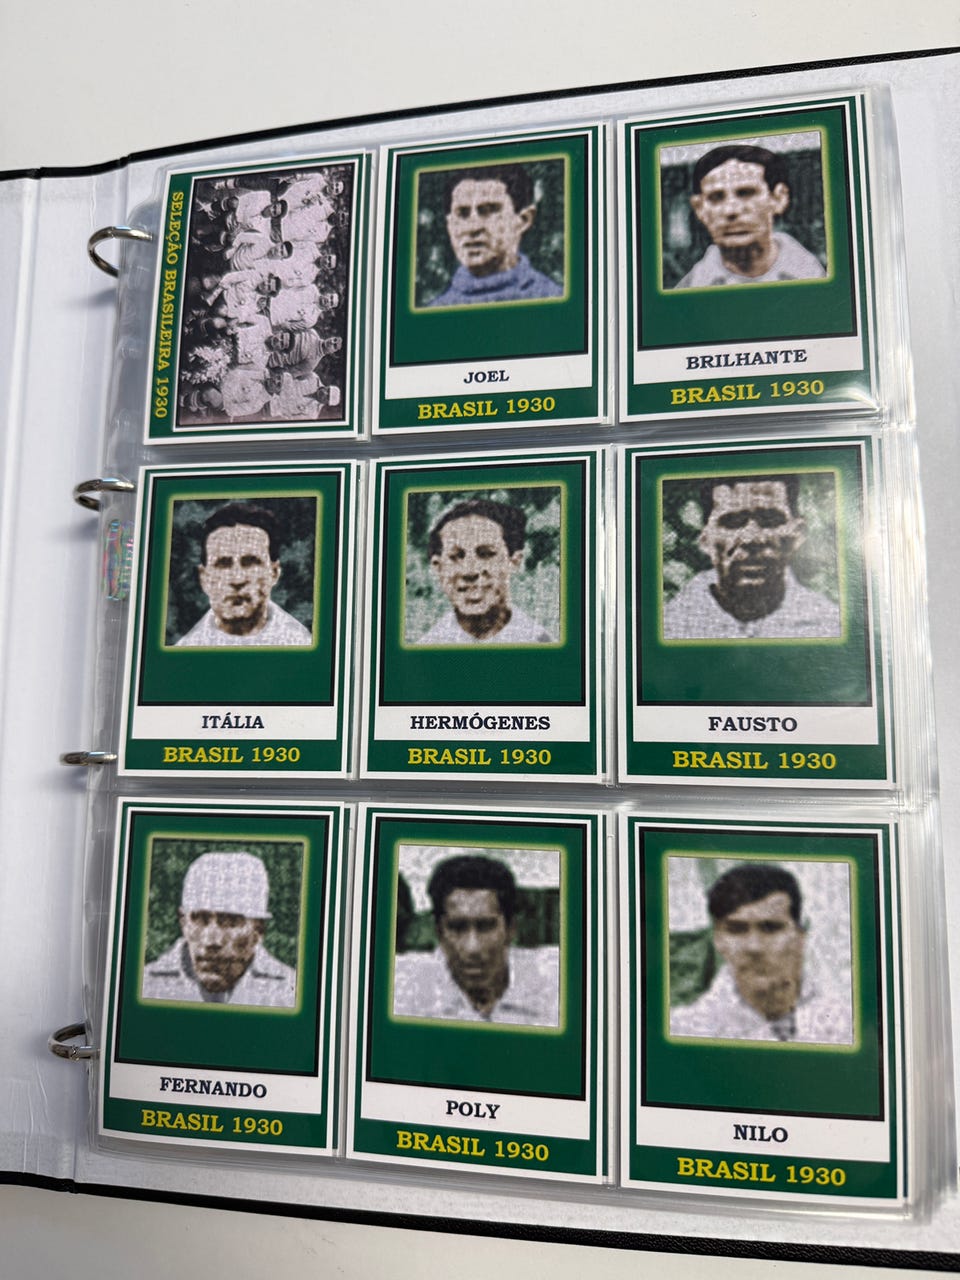 SELEÇÃO BRASILEIRA 1930
JOEL
BRASIL 1930
BRILHANTE
BRASIL 1930
ITÁLIA
BRASIL 1930
HERMÓGENES
BRASIL 1930
FAUSTO
BRASIL 1930
FERNANDO
BRASIL 1930
POLY
BRASIL 1930
NILO
BRASIL 1930